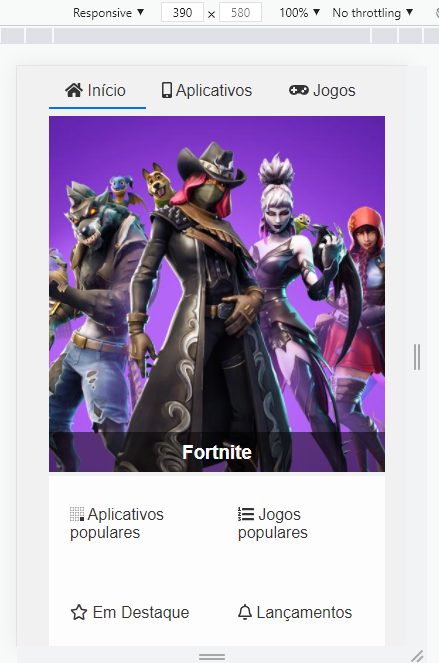 Responsive ▼ 390 x 580 100% ▼ No throttling ▼
Início Aplicativos Jogos
Fortnite
Aplicativos populares
Jogos populares
Em Destaque
Lançamentos